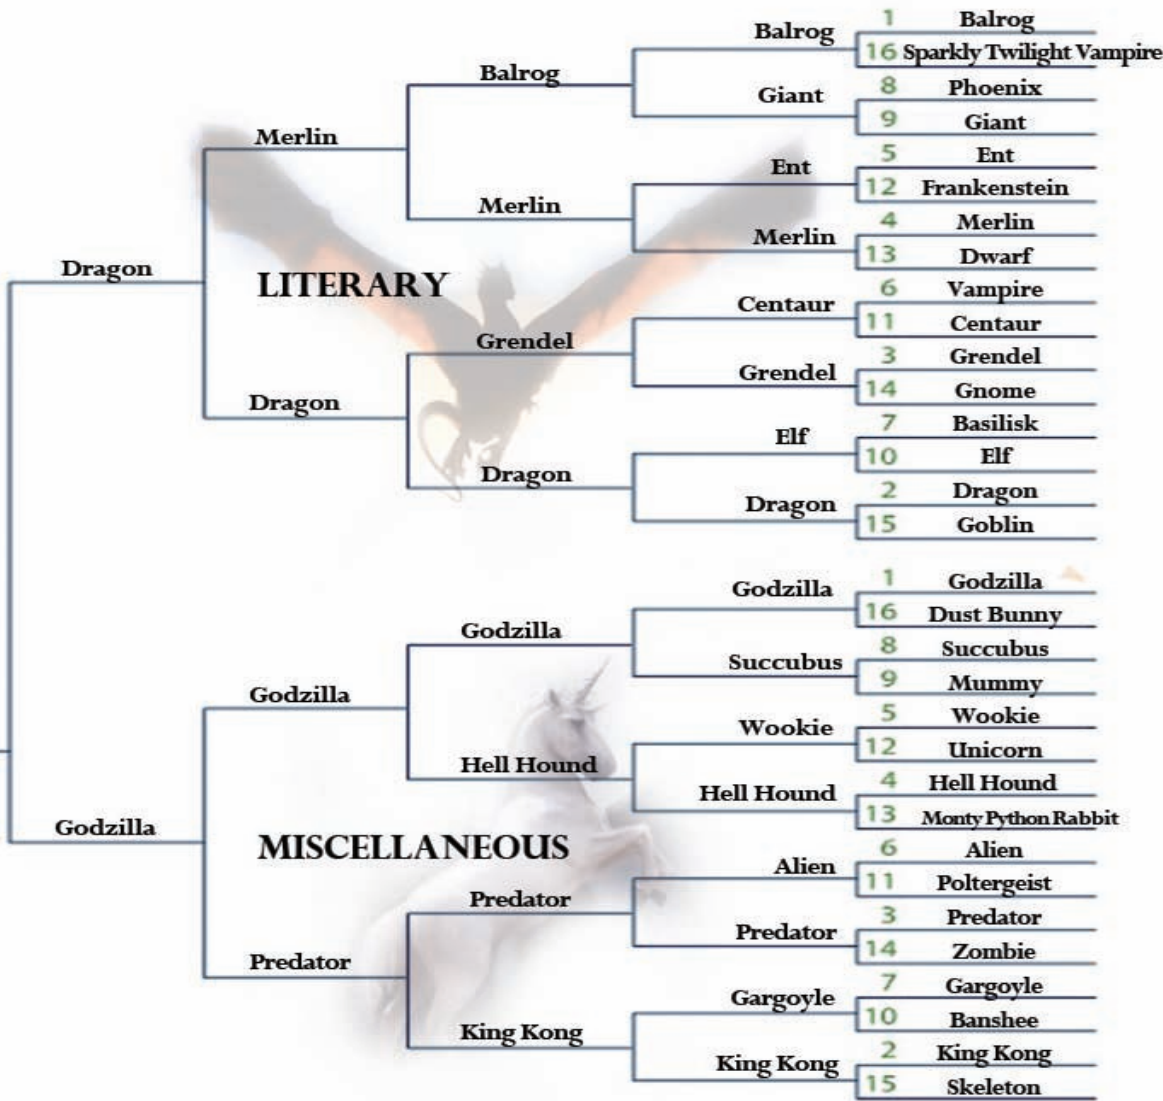 1 Balrog
Balrog
16 Sparkly Twilight Vampire
Balrog
8 Phoenix
Giant
9 Giant
Merlin
5 Ent
Ent
12 Frankenstein
Merlin
4 Merlin
Merlin
13 Dwarf
Dragon
LITERARY
6 Vampire
Centaur
11 Centaur
Grendel
3 Grendel
Grendel
14 Gnome
Dragon
7 Basilisk
Elf
10 Elf
Dragon
2 Dragon
Dragon
15 Goblin
1 Godzilla
Godzilla
16 Dust Bunny
Godzilla
8 Succubus
Succubus
9 Mummy
Godzilla
5 Wookie
Wookie
12 Unicorn
Hell Hound
4 Hell Hound
Hell Hound
13 Monty Python Rabbit
Godzilla
MISCELLANEOUS
6 Alien
Alien
11 Poltergeist
Predator
3 Predator
Predator
14 Zombie
Predator
7 Gargoyle
Gargoyle
10 Banshee
King Kong
2 King Kong
King Kong
15 Skeleton